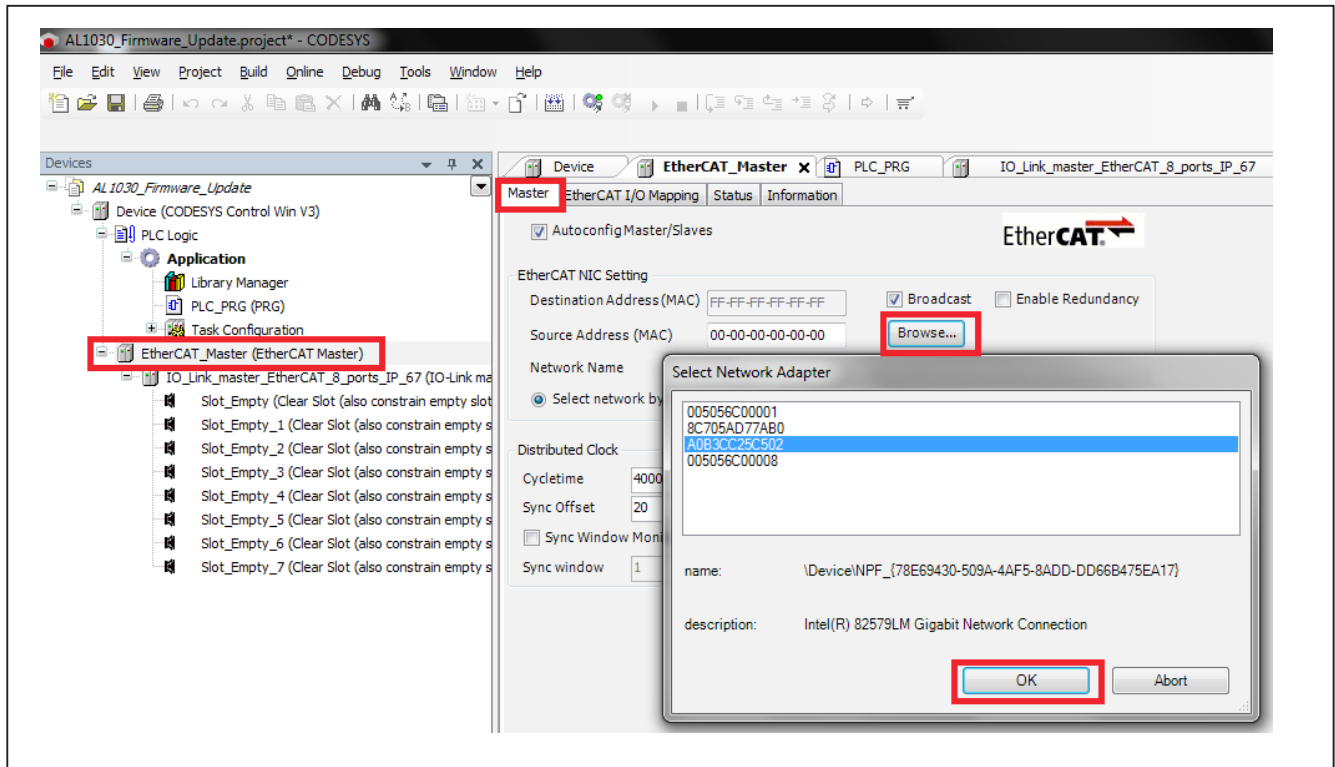 AL1030_Firmware_Update.project* - CODESYS
File Edit View Project Build Online Debug Tools Window Help
Devices
AL1030_Firmware_Update
Device (CODESYS Control Win V3)
PLC Logic
Application
Library Manager
PLC_PRG (PRG)
Task Configuration
EtherCAT_Master (EtherCAT Master)
IO_Link_master_EtherCAT_8_ports_IP_67 (IO-Link ma
Slot_Empty (Clear Slot (also constrain empty slot
Slot_Empty_1 (Clear Slot (also constrain empty s
Slot_Empty_2 (Clear Slot (also constrain empty s
Slot_Empty_3 (Clear Slot (also constrain empty s
Slot_Empty_4 (Clear Slot (also constrain empty s
Slot_Empty_5 (Clear Slot (also constrain empty s
Slot_Empty_6 (Clear Slot (also constrain empty s
Slot_Empty_7 (Clear Slot (also constrain empty s
Device EtherCAT_Master PLC_PRG IO_Link_master_EtherCAT_8_ports_IP_67
Master EtherCAT I/O Mapping Status Information
Autoconfig Master/Slaves
EtherCAT.
EtherCAT NIC Setting
Destination Address (MAC) FF-FF-FF-FF-FF-FF Broadcast Enable Redundancy
Source Address (MAC) 00-00-00-00-00-00 Browse...
Network Name
Select network by
Distributed Clock
Cycletime 4000
Sync Offset 20
Sync Window Moni
Sync window 1
Select Network Adapter
005056C00001
8C705AD77AB0
A0B3CC25C502
005056C00008
name: \Device\NPF_{78E69430-509A-4AF5-8ADD-DD66B475EA17}
description: Intel(R) 82579LM Gigabit Network Connection
OK Abort